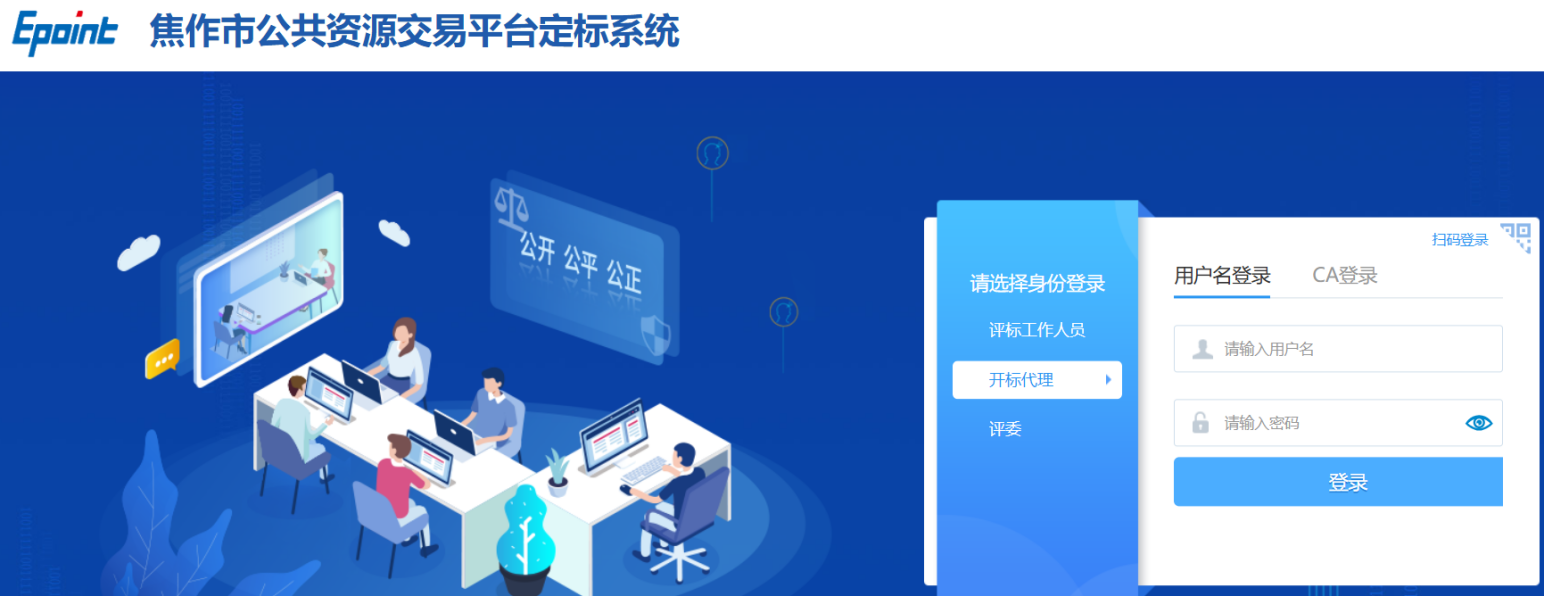 Epoint 焦作市公共资源交易平台定标系统
公开 公平 公正
扫码登录
请选择身份登录
用户名登录 CA登录
评标工作人员
请输入用户名
开标代理
请输入密码
评委
登录